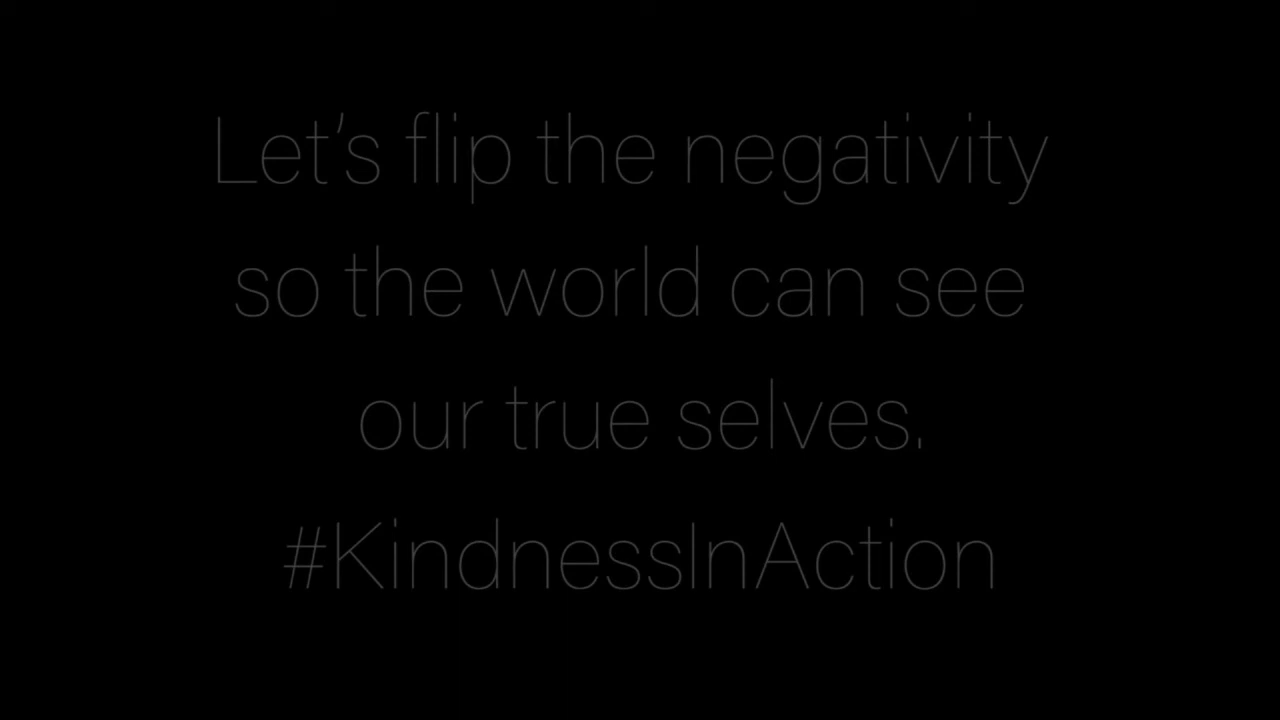 Let's flip the negativity
so the world can see
our true selves.
#KindnessInAction